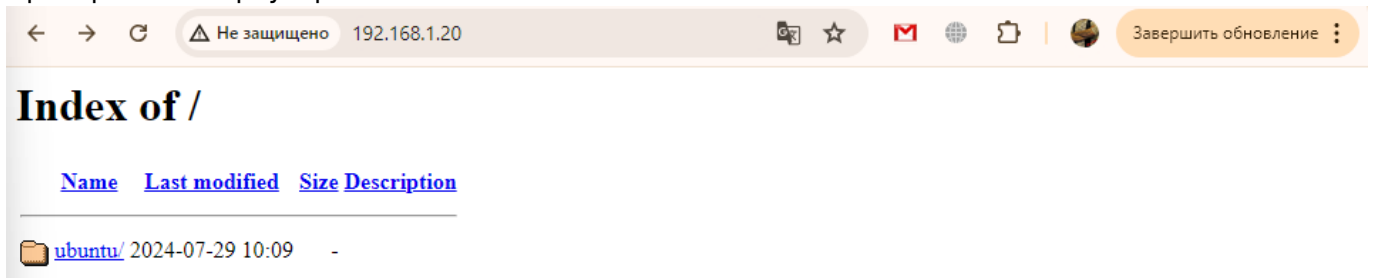 Не защищено 192.168.1.20 Завершить обновление
Index of /
Name Last modified Size Description
ubuntu/ 2024-07-29 10:09 -